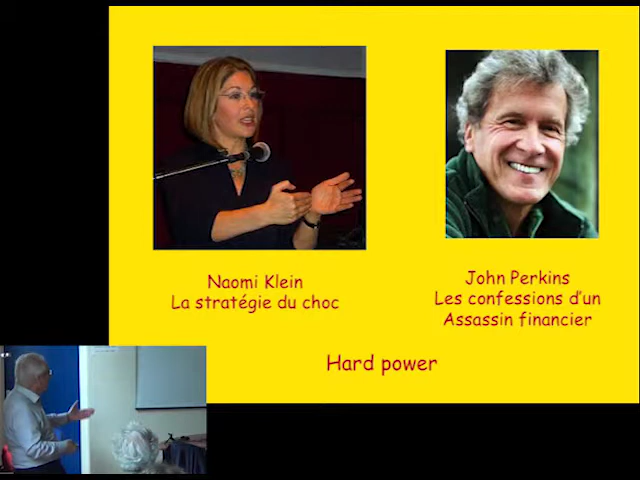 Naomi Klein
La stratégie du choc
John Perkins
Les confessions d'un
Assassin financier
Hard power